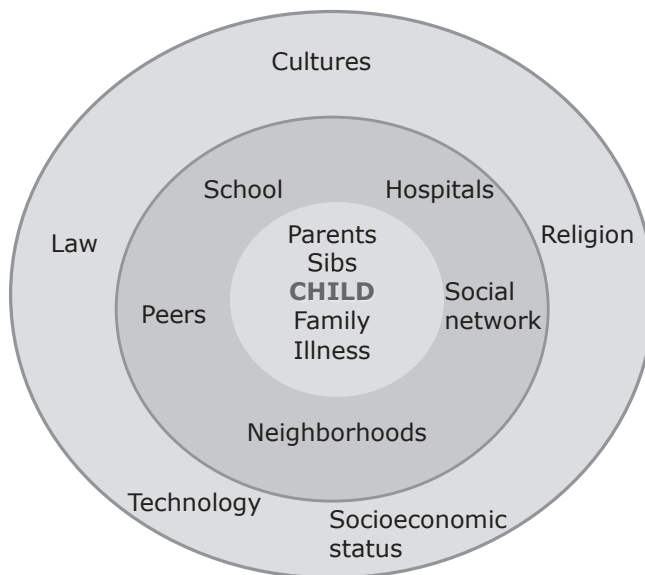 Cultures
School
Hospitals
Law
Religion
Parents
Sibs
CHILD
Family
Illness
Peers
Social
network
Neighborhoods
Technology
Socioeconomic
status